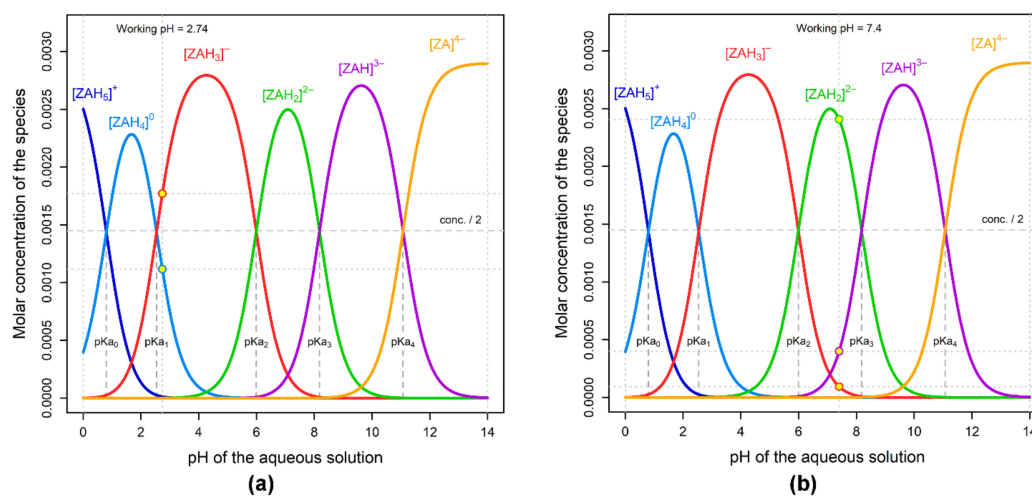 Working pH = 2.74
[ZAH₅]⁺
[ZAH₄]⁰
[ZAH₃]⁻
[ZAH₂]²⁻
[ZAH]³⁻
[ZA]⁴⁻
conc. / 2
pKa₀
pKa₁
pKa₂
pKa₃
pKa₄
Molar concentration of the species
0.0030
0.0025
0.0020
0.0015
0.0010
0.0005
0.0000
0 2 4 6 8 10 12 14
pH of the aqueous solution
(a)
Working pH = 7.4
[ZAH₅]⁺
[ZAH₄]⁰
[ZAH₃]⁻
[ZAH₂]²⁻
[ZAH]³⁻
[ZA]⁴⁻
conc. / 2
pKa₀
pKa₁
pKa₂
pKa₃
pKa₄
Molar concentration of the species
0.0030
0.0025
0.0020
0.0015
0.0010
0.0005
0.0000
0 2 4 6 8 10 12 14
pH of the aqueous solution
(b)